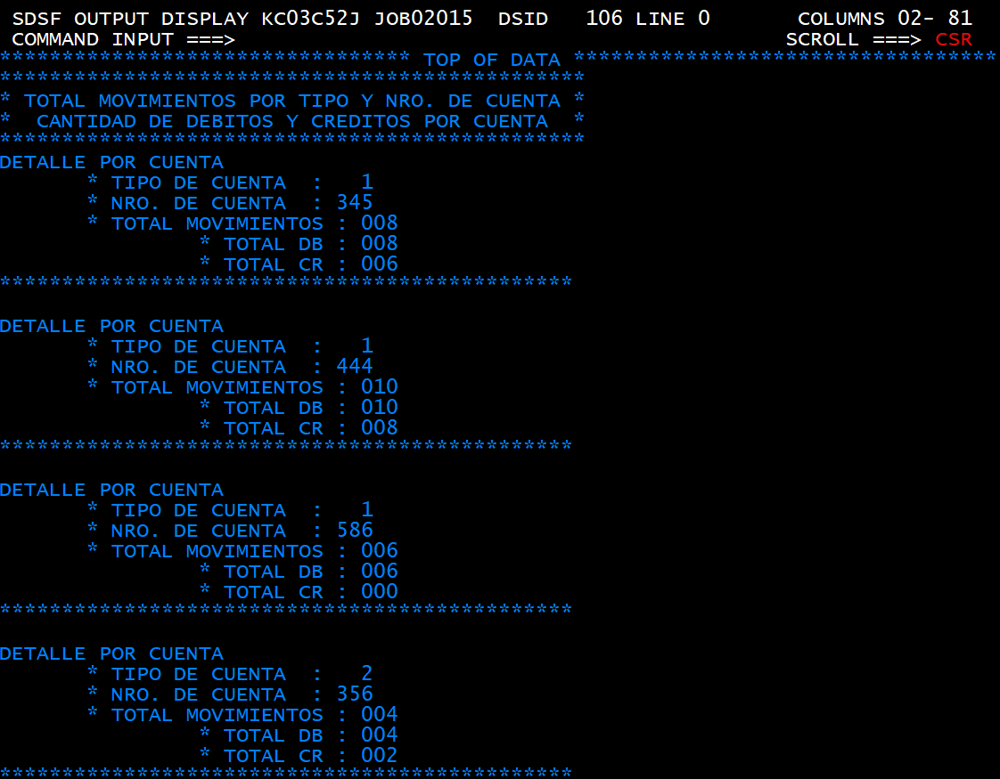 SDSF OUTPUT DISPLAY KC03C52J JOB02015  DSID   106 LINE 0       COLUMNS 02- 81
COMMAND INPUT ===>                                            SCROLL ===> CSR
********************************* TOP OF DATA **********************************
***********************************************
* TOTAL MOVIMIENTOS POR TIPO Y NRO. DE CUENTA *
*  CANTIDAD DE DEBITOS Y CREDITOS POR CUENTA  *
***********************************************
DETALLE POR CUENTA
       * TIPO DE CUENTA  :   1
       * NRO. DE CUENTA  : 345
       * TOTAL MOVIMIENTOS : 008
                * TOTAL DB : 008
                * TOTAL CR : 006
**********************************************
DETALLE POR CUENTA
       * TIPO DE CUENTA  :   1
       * NRO. DE CUENTA  : 444
       * TOTAL MOVIMIENTOS : 010
                * TOTAL DB : 010
                * TOTAL CR : 008
**********************************************
DETALLE POR CUENTA
       * TIPO DE CUENTA  :   1
       * NRO. DE CUENTA  : 586
       * TOTAL MOVIMIENTOS : 006
                * TOTAL DB : 006
                * TOTAL CR : 000
**********************************************
DETALLE POR CUENTA
       * TIPO DE CUENTA  :   2
       * NRO. DE CUENTA  : 356
       * TOTAL MOVIMIENTOS : 004
                * TOTAL DB : 004
                * TOTAL CR : 002
**********************************************